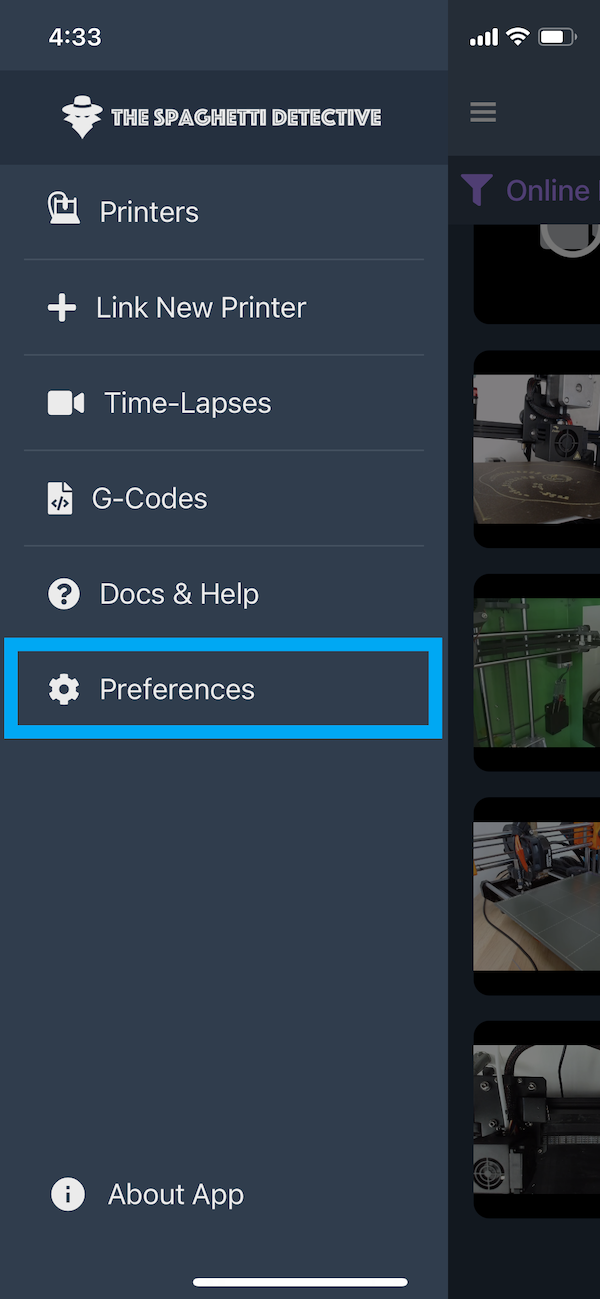 4:33
THE SPAGHETTI DETECTIVE
Online
Printers
Link New Printer
Time-Lapses
G-Codes
Docs & Help
Preferences
About App